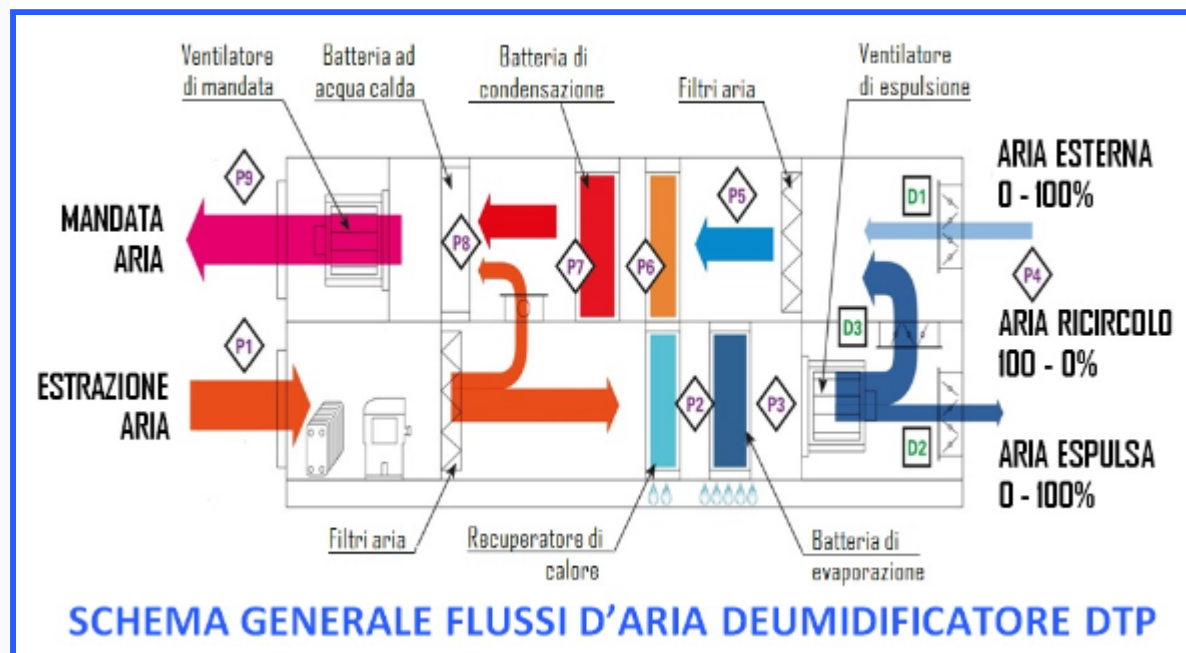 Ventilatore
di mandata
Batteria ad
acqua calda
Batteria di
condensazione
Filtri aria
Ventilatore
di espulsione
P9
MANDATA
ARIA
P8
P7
P6
P5
D1
ARIA ESTERNA
0 - 100%
P4
P1
ESTRAZIONE
ARIA
P2
P3
D3
ARIA RICIRCOLO
100 - 0%
D2
ARIA ESPULSA
0 - 100%
Filtri aria
Recuperatore di
calore
Batteria di
evaporazione
SCHEMA GENERALE FLUSSI D'ARIA DEUMIDIFICATORE DTP